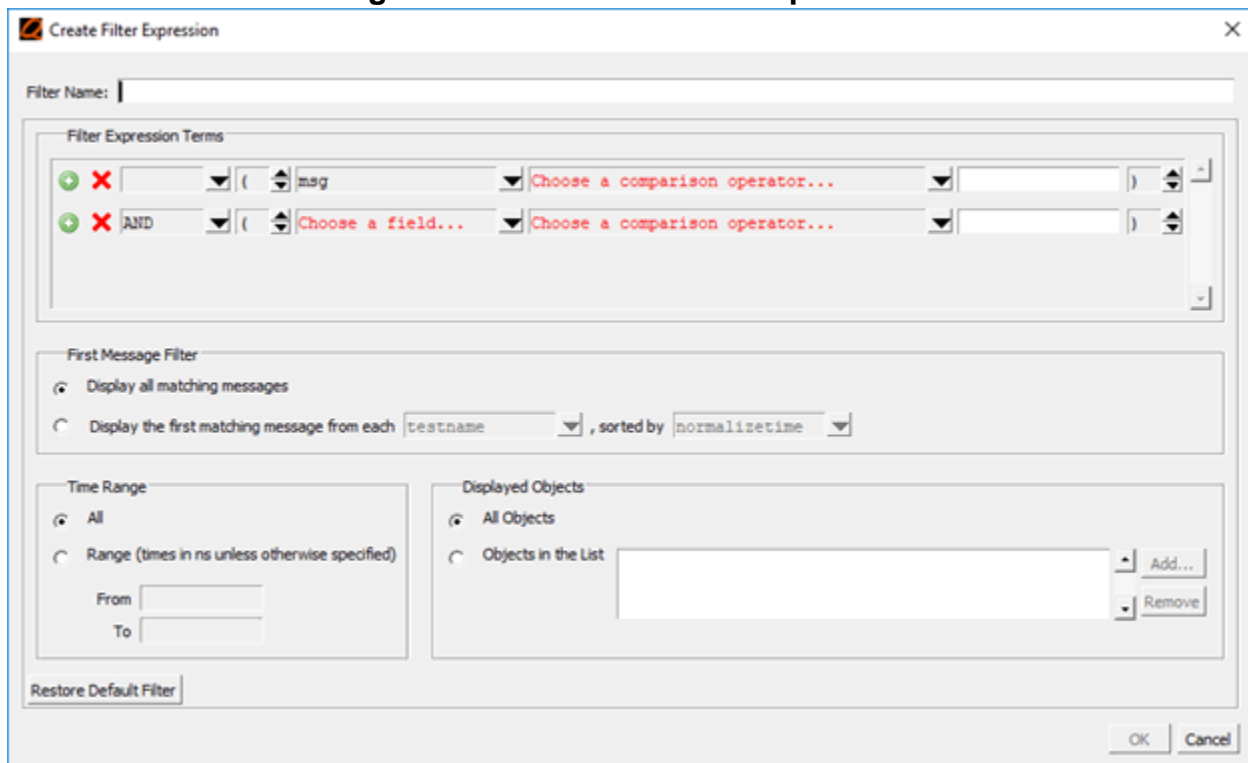 Create Filter Expression
Filter Name:
Filter Expression Terms
( msg Choose a comparison operator... )
AND ( Choose a field... Choose a comparison operator... )
First Message Filter
Display all matching messages
Display the first matching message from each testname , sorted by normalizetime
Time Range Displayed Objects
All All Objects
Range (times in ns unless otherwise specified) Objects in the List Add...
From Remove
To
Restore Default Filter
OK Cancel